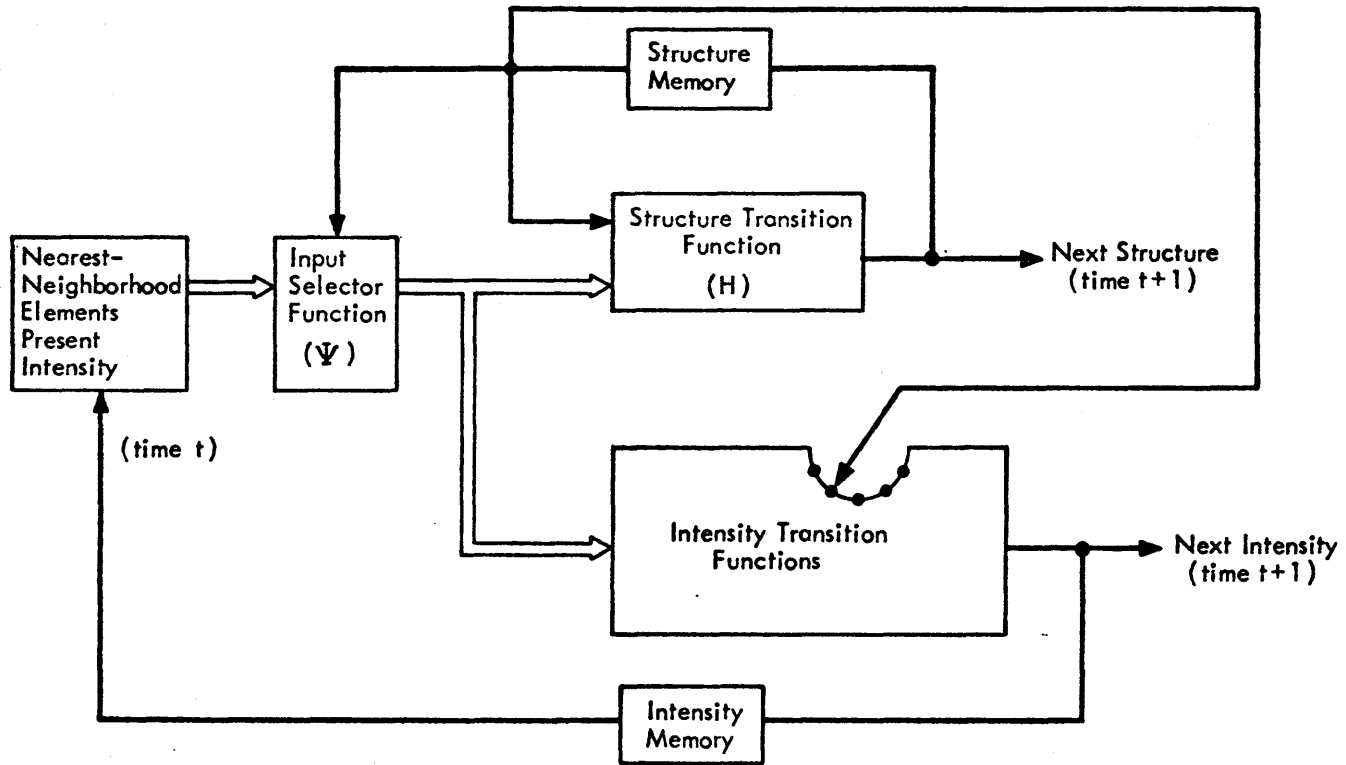 Structure
Memory
Structure Transition
Function
(H)
Next Structure
(time t+1)
Nearest-
Neighborhood
Elements
Present
Intensity
Input
Selector
Function
(Ψ)
(time t)
Intensity Transition
Functions
Next Intensity
(time t+1)
Intensity
Memory